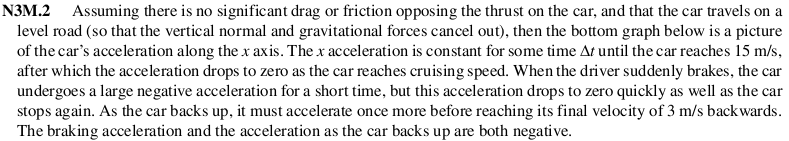 N3M.2 Assuming there is no significant drag or friction opposing the thrust on the car, and that the car travels on a
level road (so that the vertical normal and gravitational forces cancel out), then the bottom graph below is a picture
of the car's acceleration along the x axis. The x acceleration is constant for some time Δt until the car reaches 15 m/s,
after which the acceleration drops to zero as the car reaches cruising speed. When the driver suddenly brakes, the car
undergoes a large negative acceleration for a short time, but this acceleration drops to zero quickly as well as the car
stops again. As the car backs up, it must accelerate once more before reaching its final velocity of 3 m/s backwards.
The braking acceleration and the acceleration as the car backs up are both negative.